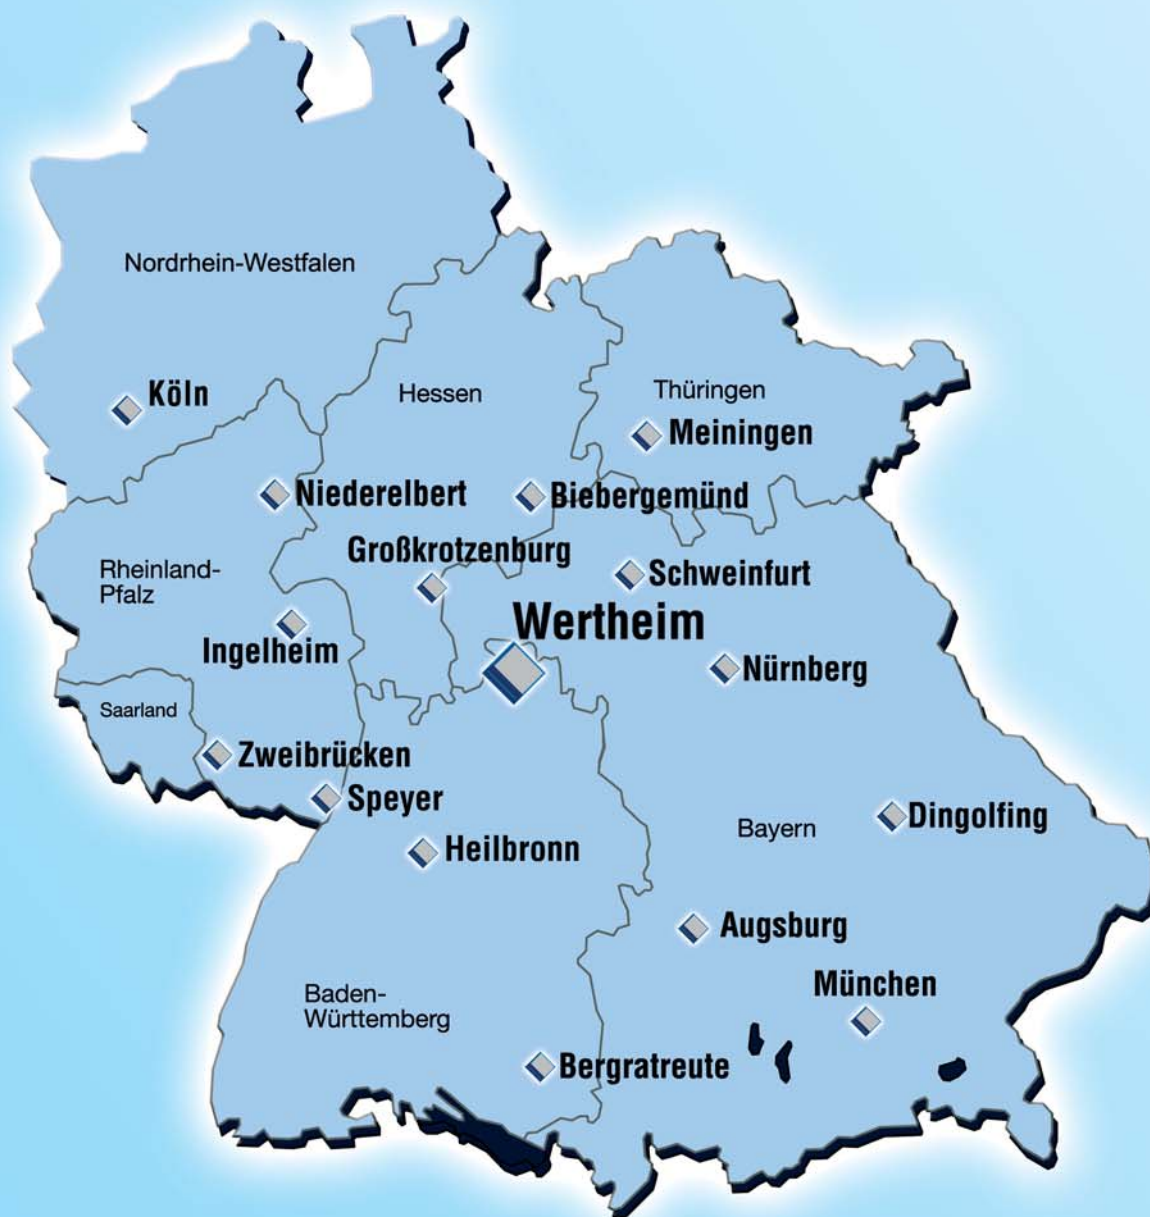 Nordrhein-Westfalen
Köln
Hessen
Thüringen
Meiningen
Niederelbert
Biebergemünd
Großkrotzenburg
Rheinland-
Pfalz
Schweinfurt
Wertheim
Ingelheim
Nürnberg
Saarland
Zweibrücken
Speyer
Dingolfing
Bayern
Heilbronn
Augsburg
München
Baden-
Württemberg
Bergratreute